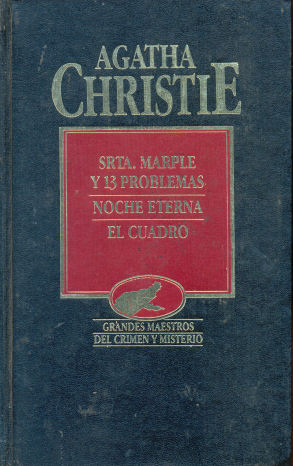 AGATHA
CHRISTIE
SRTA. MARPLE
Y 13 PROBLEMAS
NOCHE ETERNA
EL CUADRO
GRANDES MAESTROS
DEL CRIMEN Y MISTERIO